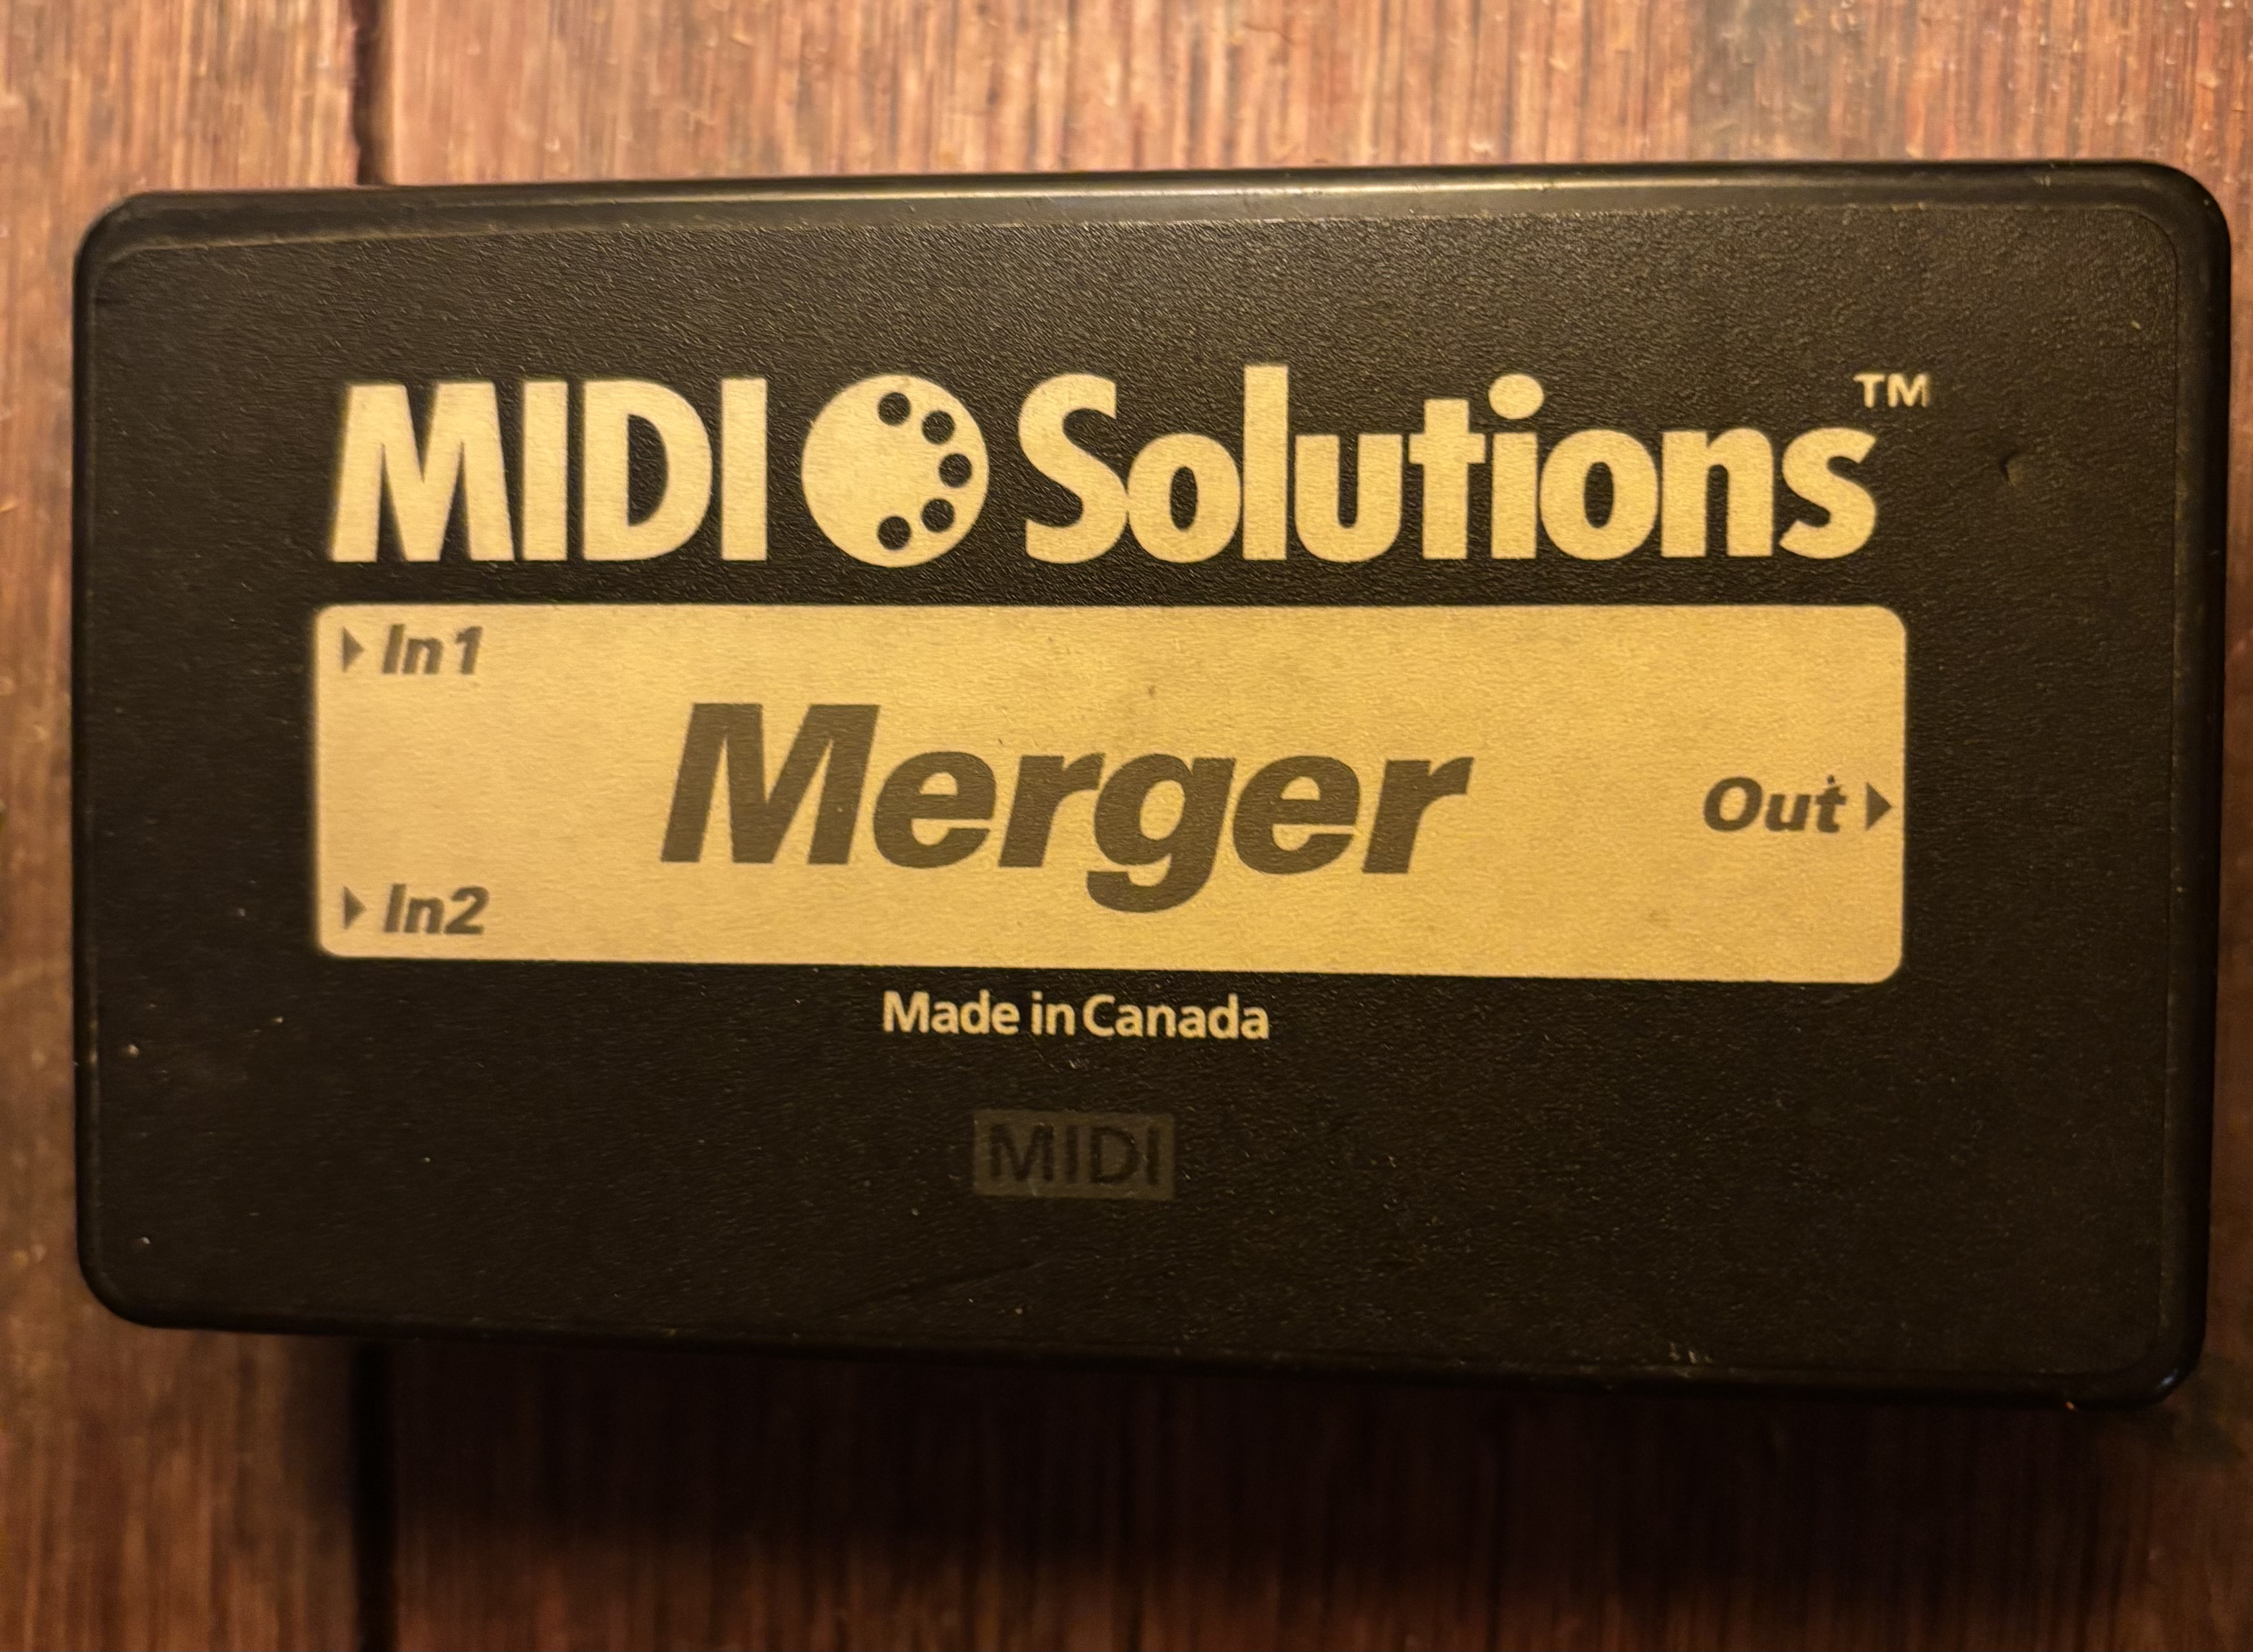 MIDI Solutions™
In1
Merger
Out
In2
Made in Canada
MIDI